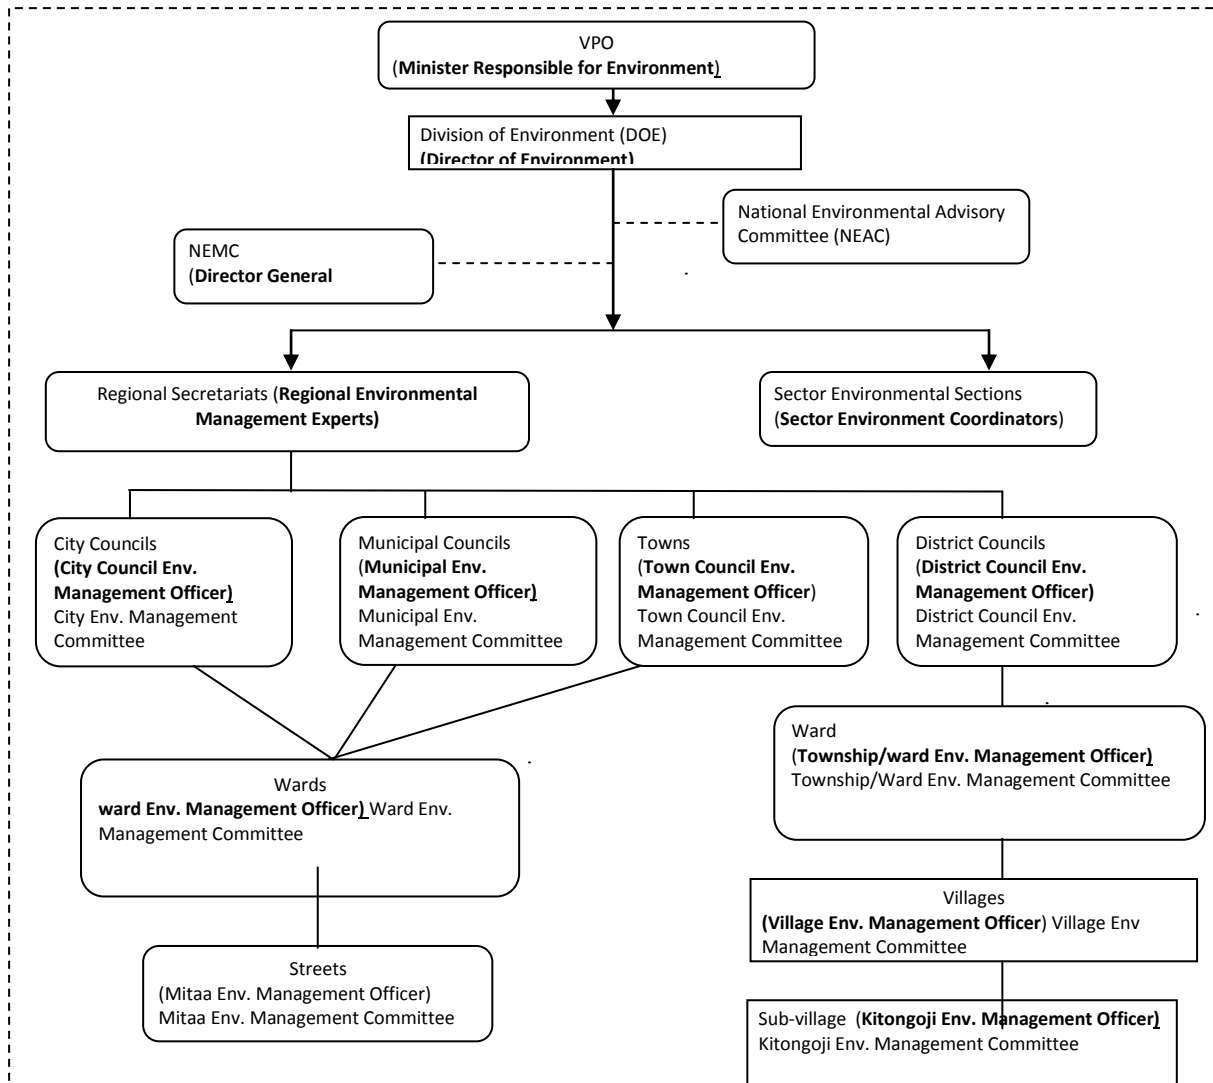 VPO
(Minister Responsible for Environment)
Division of Environment (DOE)
(Director of Environment)
National Environmental Advisory
Committee (NEAC)
NEMC
(Director General
Regional Secretariats (Regional Environmental
Management Experts)
Sector Environmental Sections
(Sector Environment Coordinators)
City Councils
(City Council Env.
Management Officer)
City Env. Management
Committee
Municipal Councils
(Municipal Env.
Management Officer)
Municipal Env.
Management Committee
Towns
(Town Council Env.
Management Officer)
Town Council Env.
Management Committee
District Councils
(District Council Env.
Management Officer)
District Council Env.
Management Committee
Wards
ward Env. Management Officer) Ward Env.
Management Committee
Ward
(Township/ward Env. Management Officer)
Township/Ward Env. Management Committee
Streets
(Mitaa Env. Management Officer)
Mitaa Env. Management Committee
Villages
(Village Env. Management Officer) Village Env
Management Committee
Sub-village (Kitongoji Env. Management Officer)
Kitongoji Env. Management Committee